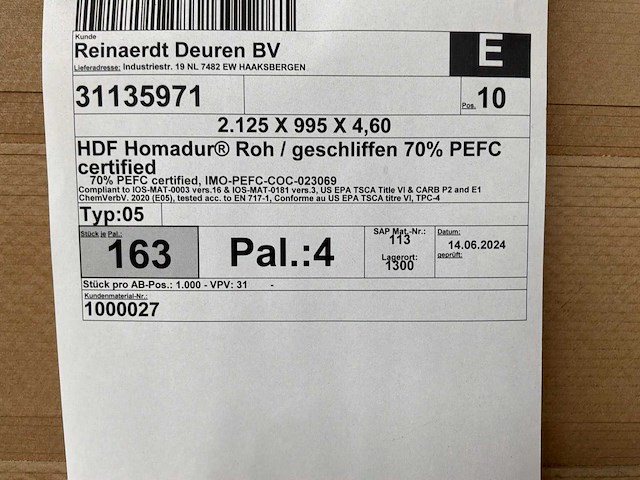 Kunde
Reinaerdt Deuren BV
E
Lieferadresse: Industriestr. 19 NL 7482 EW HAAKSBERGEN
31135971
Pos. 10
2.125 X 995 X 4,60
HDF Homadur® Roh / geschliffen 70% PEFC
certified
70% PEFC certified, IMO-PEFC-COC-023069
Compliant to IOS-MAT-0003 vers.16 & IOS-MAT-0181 vers.3, US EPA TSCA Title VI & CARB P2 and E1
ChemVerbV. 2020 (E05), tested acc. to EN 717-1, Conforme au US EPA TSCA titre VI, TPC-4
Typ:05
Stück je Pal.:
163
Pal.:4
SAP Mat.-Nr.:
113
Lagerort:
1300
Datum:
14.06.2024
geprüft:
Stück pro AB-Pos.: 1.000 - VPV: 31 -
Kundenmaterial-Nr.:
1000027